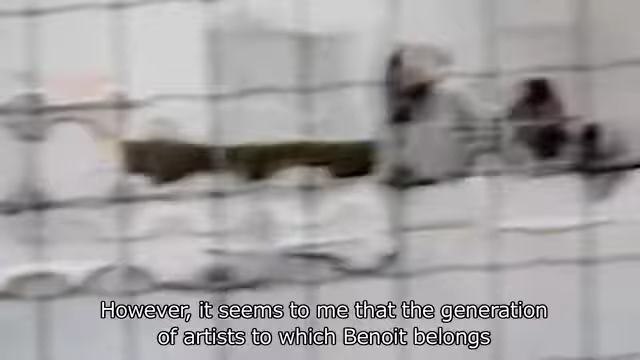 However, it seems to me that the generation
of artists to which Benoit belongs